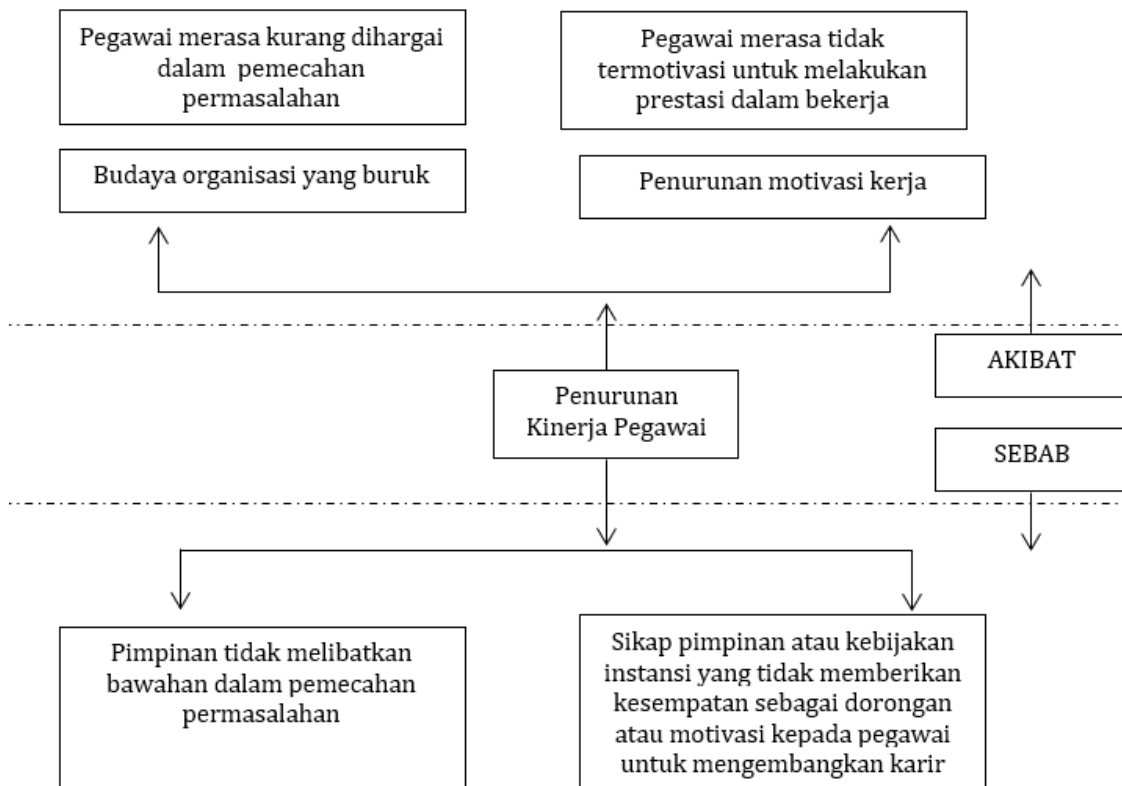 Pegawai merasa kurang dihargai
dalam pemecahan
permasalahan
Pegawai merasa tidak
termotivasi untuk melakukan
prestasi dalam bekerja
Budaya organisasi yang buruk
Penurunan motivasi kerja
AKIBAT
Penurunan
Kinerja Pegawai
SEBAB
Pimpinan tidak melibatkan
bawahan dalam pemecahan
permasalahan
Sikap pimpinan atau kebijakan
instansi yang tidak memberikan
kesempatan sebagai dorongan
atau motivasi kepada pegawai
untuk mengembangkan karir